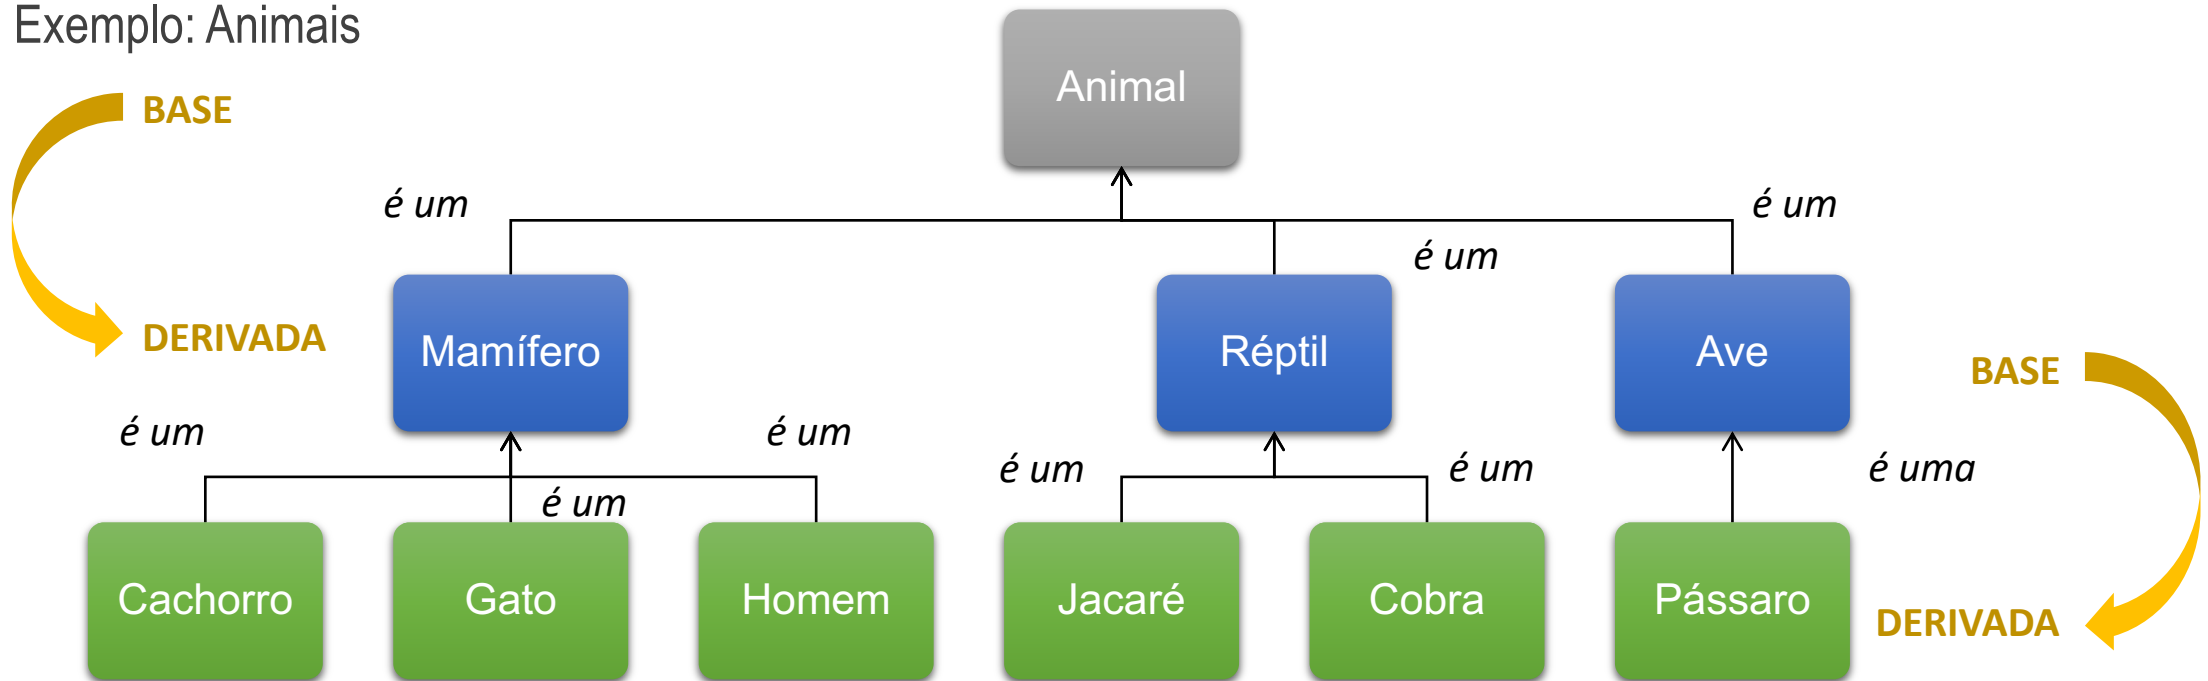 Exemplo: Animais
Animal
BASE
é um
é um
é um
DERIVADA
Mamífero
Réptil
Ave
BASE
é um
é um
é um
é um
é um
é uma
Cachorro
Gato
Homem
Jacaré
Cobra
Pássaro
DERIVADA